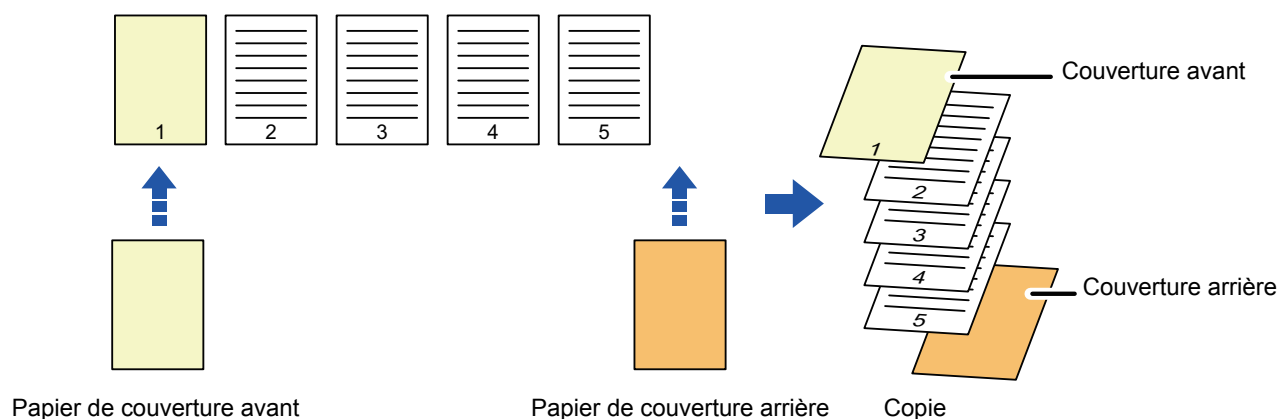 1 2 3 4 5
Couverture avant
1
2
3
4
5
Couverture arrière
Papier de couverture avant
Papier de couverture arrière
Copie